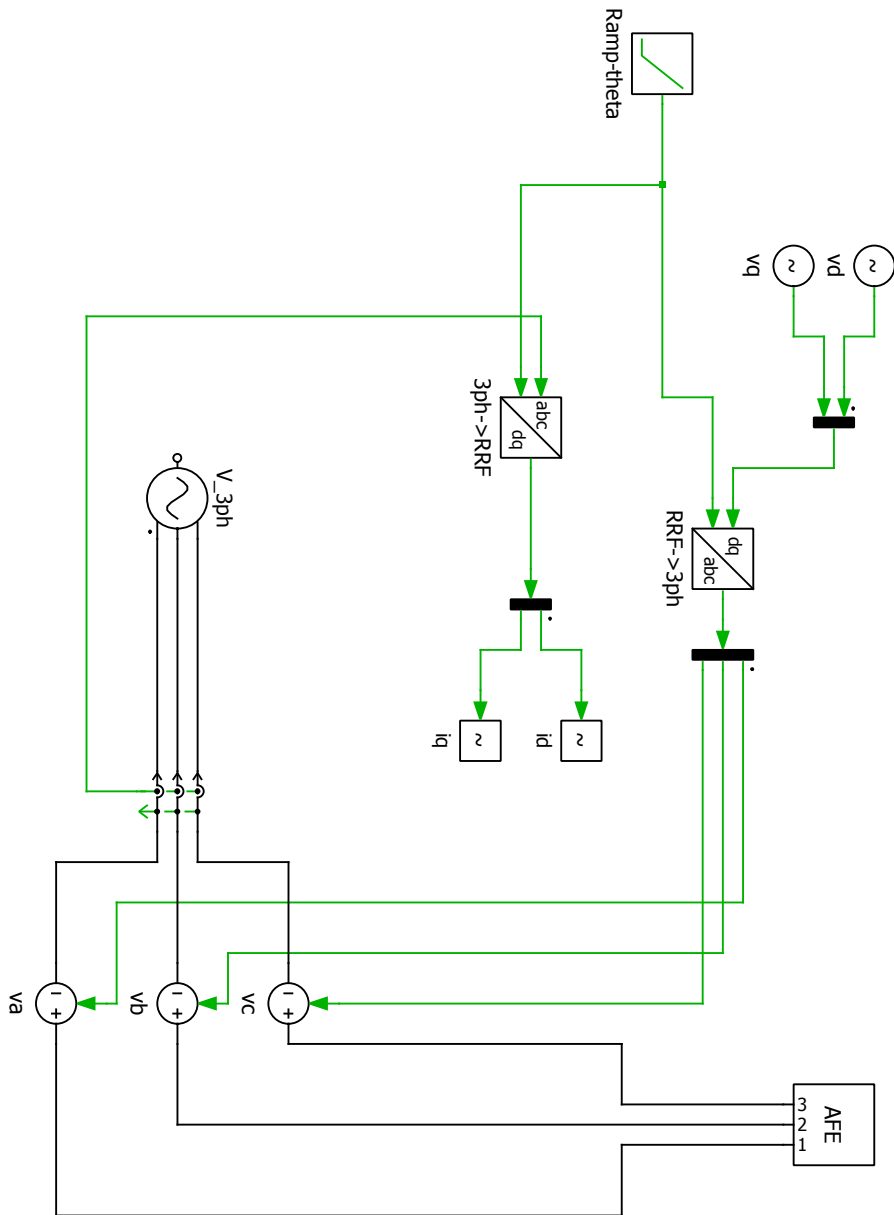 Ramp-theta
vd
vq
~
~
abc
dq
3ph->RRF
dq
abc
RRF->3ph
V_3ph
id
iq
~
~
va
vb
vc
-
+
-
+
-
+
AFE
3
2
1